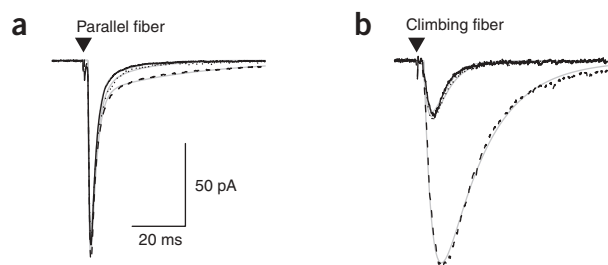 a
Parallel fiber
50 pA
20 ms
b
Climbing fiber